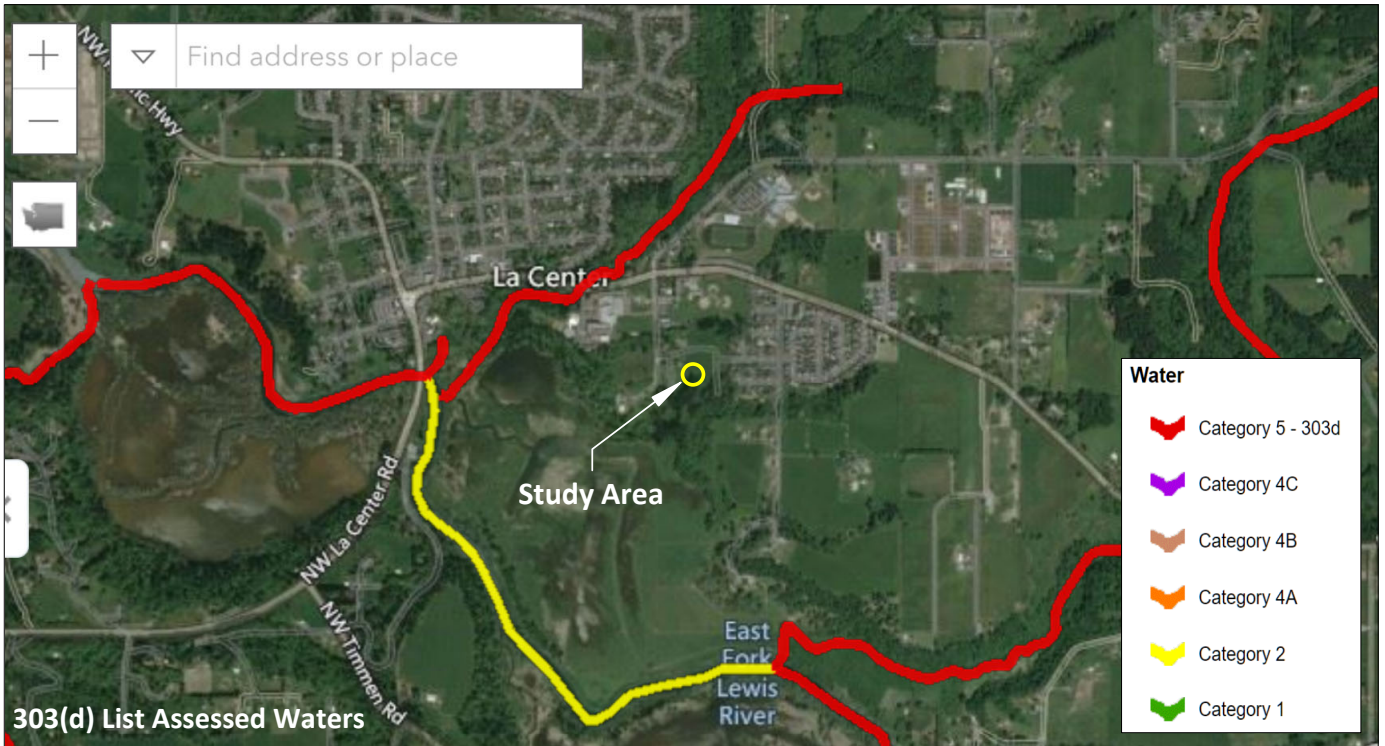 Find address or place
NW
ic Hwy
La Center
Study Area
NW La Center Rd
NW Timmen Rd
East
Fork
Lewis
River
303(d) List Assessed Waters
Water
Category 5 - 303d
Category 4C
Category 4B
Category 4A
Category 2
Category 1